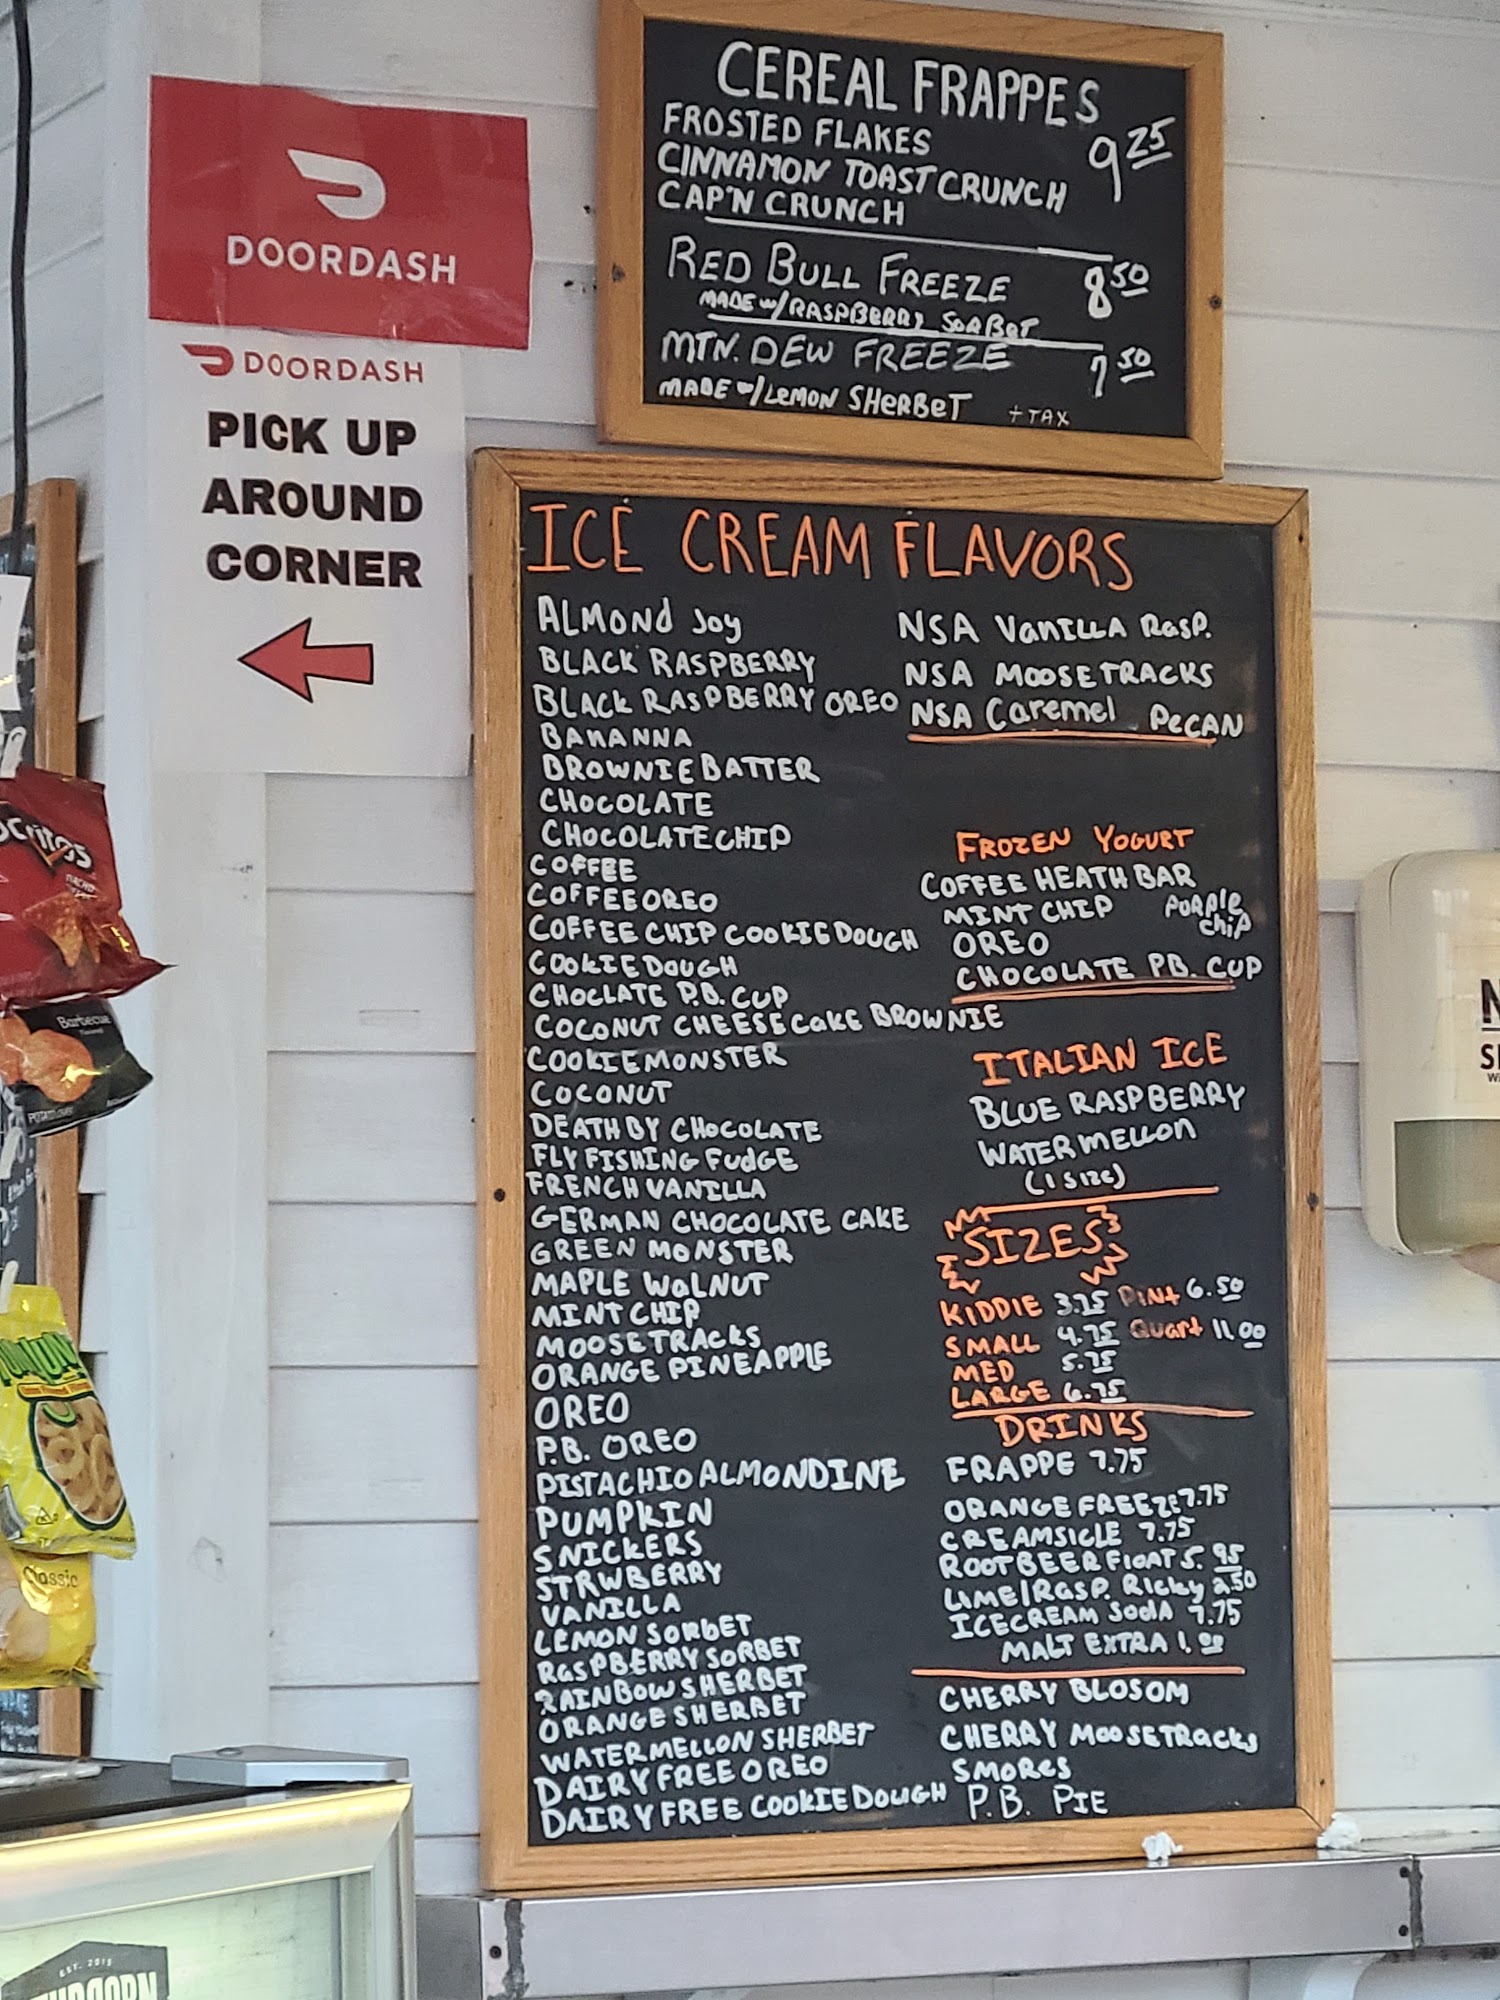 DOORDASH
DOORDASH
PICK UP
AROUND
CORNER
CEREAL FRAPPES
FROSTED FLAKES
CINNAMON TOAST CRUNCH 9.25
CAP'N CRUNCH
RED BULL FREEZE 8.50
MADE w/RASPBERRY SORBET
MTN. DEW FREEZE 7.50
MADE w/LEMON SHERBET + TAX
ICE CREAM FLAVORS
ALMOND JOY
BLACK RASPBERRY
BLACK RASPBERRY OREO
BANANNA
BROWNIE BATTER
CHOCOLATE
CHOCOLATE CHIP
COFFEE
COFFEE OREO
COFFEE CHIP COOKIE DOUGH
COOKIE DOUGH
CHOCLATE P.B. CUP
COCONUT CHEESECAKE BROWNIE
COOKIE MONSTER
COCONUT
DEATH BY CHOCOLATE
FLY FISHING FUDGE
FRENCH VANILLA
GERMAN CHOCOLATE CAKE
GREEN MONSTER
MAPLE WALNUT
MINT CHIP
MOOSETRACKS
ORANGE PINEAPPLE
OREO
P.B. OREO
PISTACHIO ALMONDINE
PUMPKIN
SNICKERS
STRWBERRY
VANILLA
LEMON SORBET
RASPBERRY SORBET
RAINBOW SHERBET
ORANGE SHERBET
WATERMELLON SHERBET
DAIRY FREE OREO
DAIRY FREE COOKIE DOUGH
NSA VANILLA RASP.
NSA MOOSETRACKS
NSA Caremel PECAN
FROZEN YOGURT
COFFEE HEATH BAR
MINT CHIP PURPLE CHIP
OREO
CHOCOLATE P.B. CUP
ITALIAN ICE
BLUE RASPBERRY
WATERMELLON
(1 SIZE)
SIZES
KIDDIE 3.75 PINT 6.50
SMALL 4.75 QUART 11.00
MED 5.75
LARGE 6.75
DRINKS
FRAPPE 7.75
ORANGE FREEZE 7.75
CREAMSICLE 7.75
ROOTBEER FLOAT 5.95
LIME/RASP. RICKY 2.50
ICECREAM SODA 7.75
MALT EXTRA 1.00
CHERRY BLOSOM
CHERRY MOOSETRACKS
SMORES
P.B. PIE
Barbecue
Classic
EST. 2015